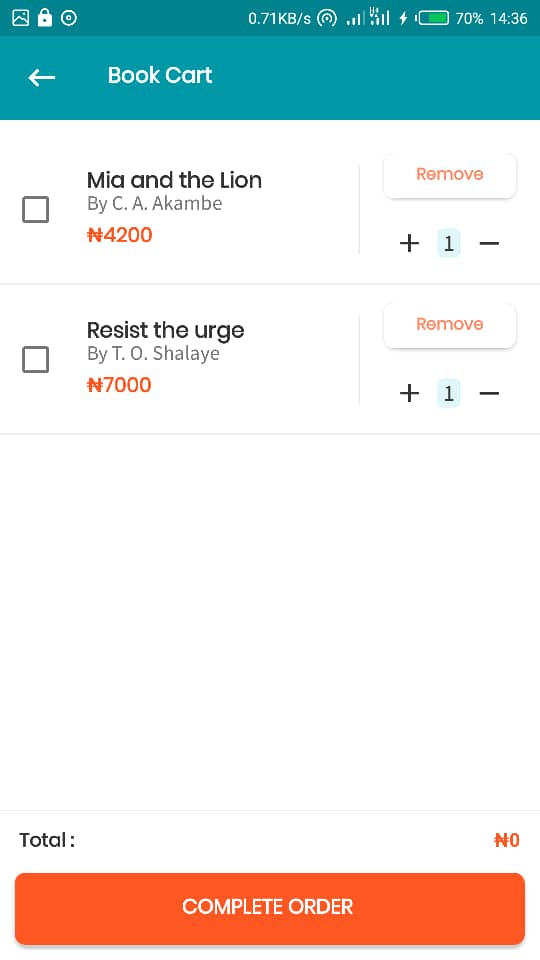 0.71KB/s 70% 14:36
Book Cart
Mia and the Lion
By C. A. Akambe
₦4200
Remove
+ 1 −
Resist the urge
By T. O. Shalaye
₦7000
Remove
+ 1 −
Total : ₦0
COMPLETE ORDER